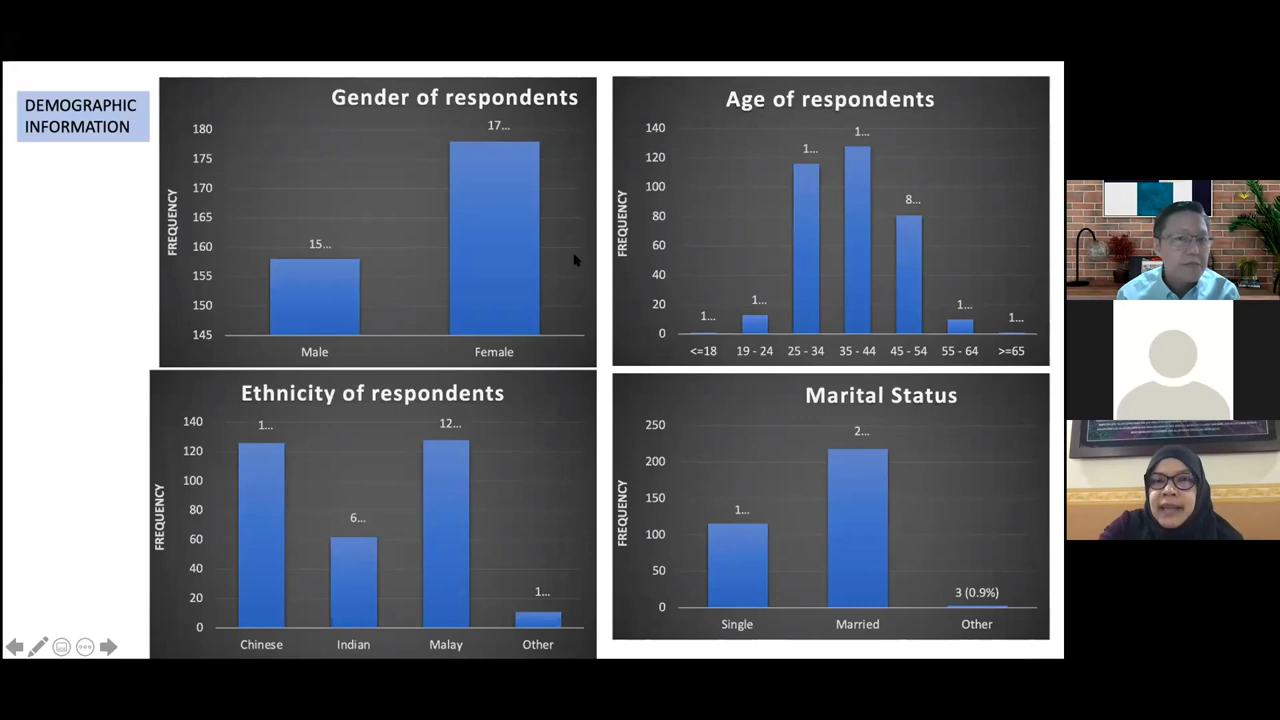 DEMOGRAPHIC
INFORMATION
Gender of respondents
FREQUENCY
180
175
170
165
160
155
150
145
15...
17...
Male
Female
Age of respondents
FREQUENCY
140
120
100
80
60
40
20
0
1...
1...
1...
1...
8...
1...
1...
<=18
19 - 24
25 - 34
35 - 44
45 - 54
55 - 64
>=65
Ethnicity of respondents
FREQUENCY
140
120
100
80
60
40
20
0
1...
6...
12...
1...
Chinese
Indian
Malay
Other
Marital Status
FREQUENCY
250
200
150
100
50
0
1...
2...
3 (0.9%)
Single
Married
Other